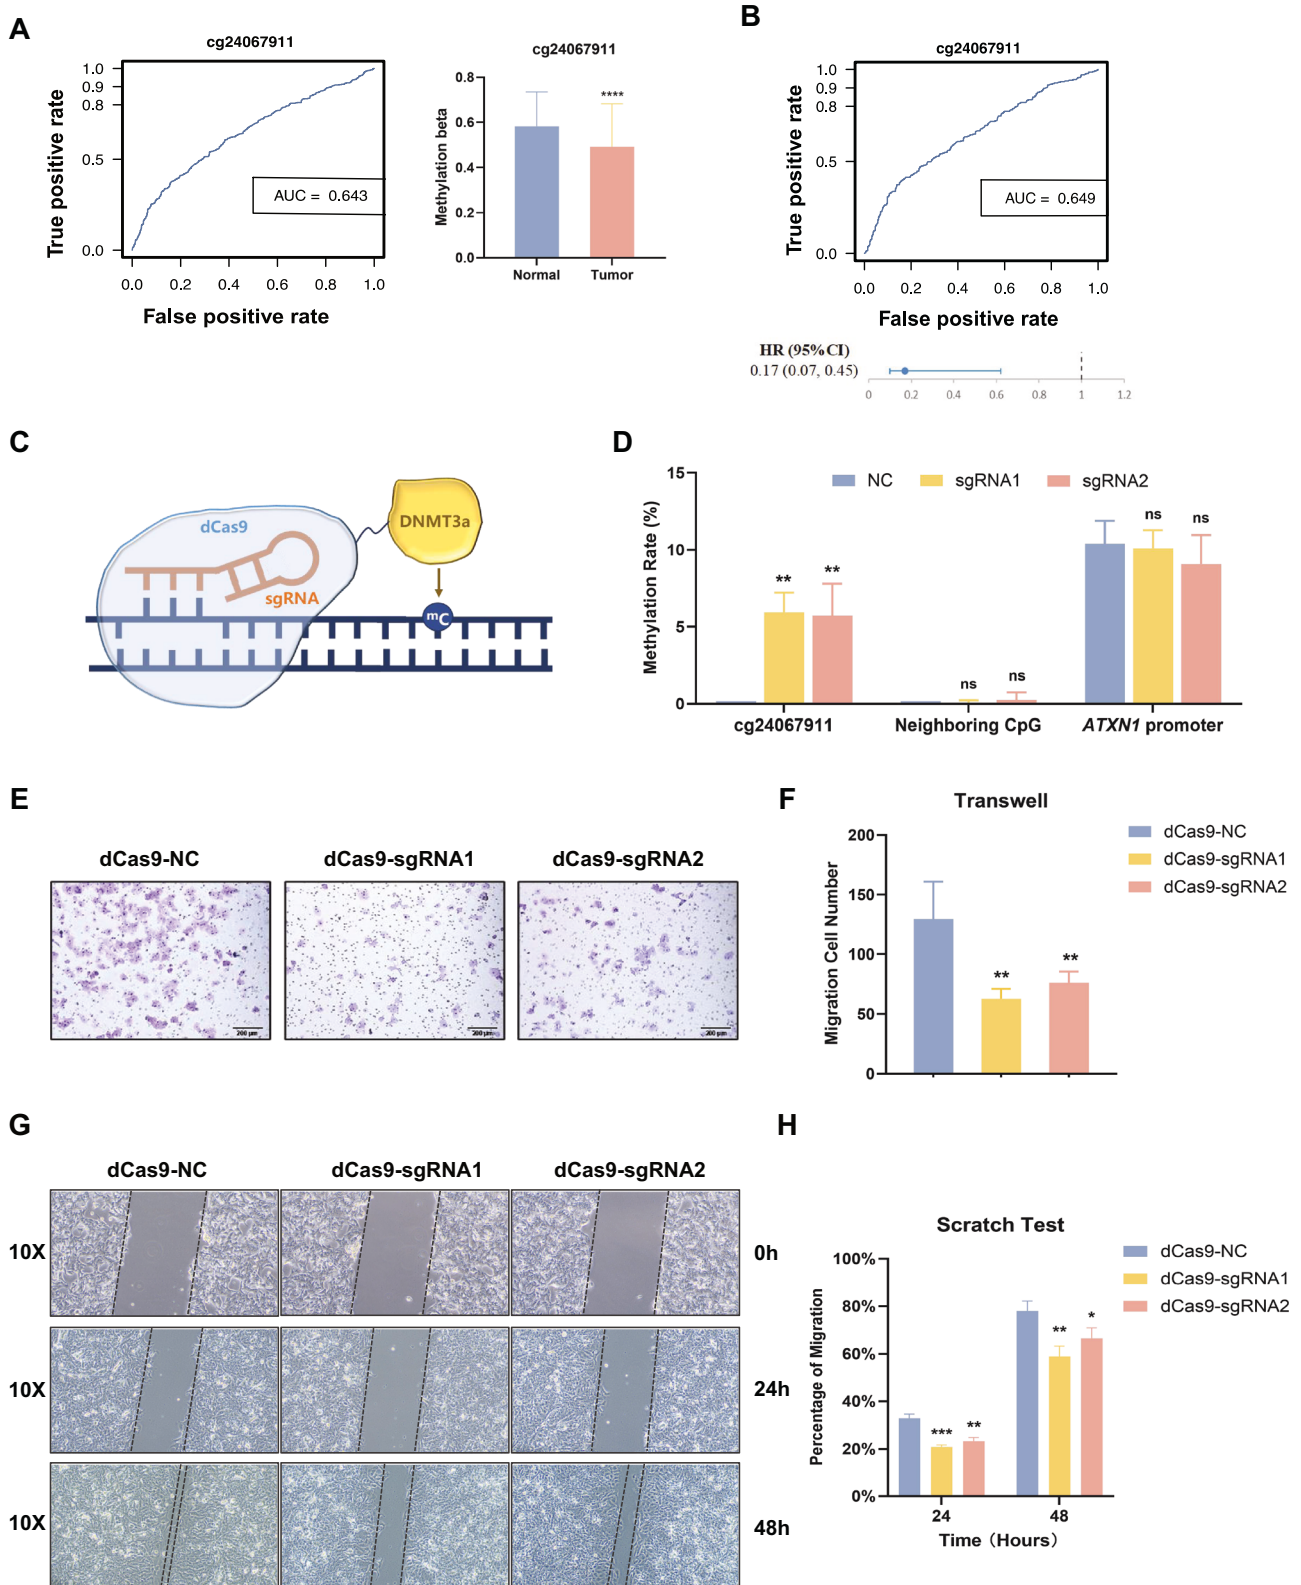 A
cg24067911
True positive rate
1.0
0.9
0.8
0.5
0.0
AUC = 0.643
0.0 0.2 0.4 0.6 0.8 1.0
False positive rate
cg24067911
Methylation beta
0.8
0.6
0.4
0.2
0.0
****
Normal Tumor
B
cg24067911
True positive rate
1.0
0.9
0.8
0.5
0.0
AUC = 0.649
0.0 0.2 0.4 0.6 0.8 1.0
False positive rate
HR (95%CI)
0.17 (0.07, 0.45)
0 0.2 0.4 0.6 0.8 1 1.2
C
dCas9
sgRNA
DNMT3a
mC
D
NC sgRNA1 sgRNA2
Methylation Rate (%)
15
10
5
0
** **
ns ns
ns ns
cg24067911 Neighboring CpG ATXN1 promoter
E
dCas9-NC dCas9-sgRNA1 dCas9-sgRNA2
200 μm 200 μm 200 μm
F
Transwell
dCas9-NC
dCas9-sgRNA1
dCas9-sgRNA2
Migration Cell Number
200
150
100
50
0
** **
G
dCas9-NC dCas9-sgRNA1 dCas9-sgRNA2
10X 0h
10X 24h
10X 48h
H
Scratch Test
dCas9-NC
dCas9-sgRNA1
dCas9-sgRNA2
Percentage of Migration
100%
80%
60%
40%
20%
0%
*** **
** *
24 48
Time (Hours)